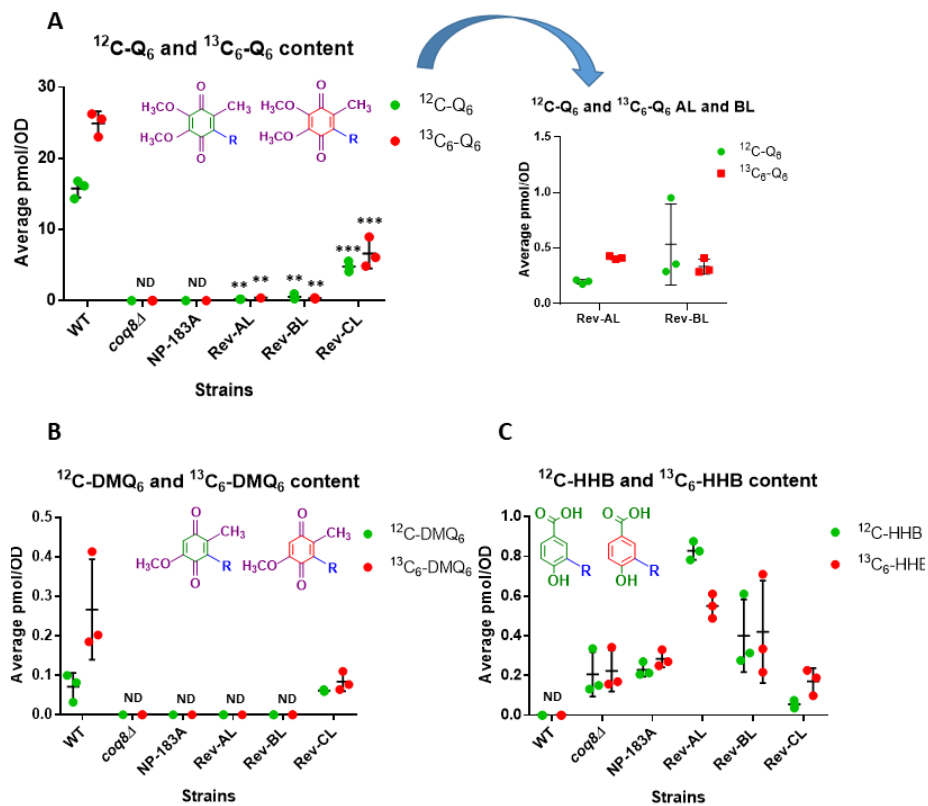 A
¹²C-Q₆ and ¹³C₆-Q₆ content
Average pmol/OD
30
20
10
0
H₃CO
H₃CO
O
O
CH₃
R
H₃CO
H₃CO
O
O
CH₃
R
¹²C-Q₆
¹³C₆-Q₆
ND
ND
**
**
**
**
***
***
WT
coq8Δ
NP-183A
Rev-AL
Rev-BL
Rev-CL
Strains
¹²C-Q₆ and ¹³C₆-Q₆ AL and BL
Average pmol/OD
1.5
1.0
0.5
0.0
¹²C-Q₆
¹³C₆-Q₆
Rev-AL
Rev-BL
B
¹²C-DMQ₆ and ¹³C₆-DMQ₆ content
Average pmol/OD
0.5
0.4
0.3
0.2
0.1
0.0
H₃CO
O
O
CH₃
R
H₃CO
O
O
CH₃
R
¹²C-DMQ₆
¹³C₆-DMQ₆
ND
ND
ND
ND
WT
coq8Δ
NP-183A
Rev-AL
Rev-BL
Rev-CL
Strains
C
¹²C-HHB and ¹³C₆-HHB content
Average pmol/OD
1.0
0.8
0.6
0.4
0.2
0.0
O
OH
R
OH
O
OH
R
OH
¹²C-HHB
¹³C₆-HHB
ND
WT
coq8Δ
NP-183A
Rev-AL
Rev-BL
Rev-CL
Strains